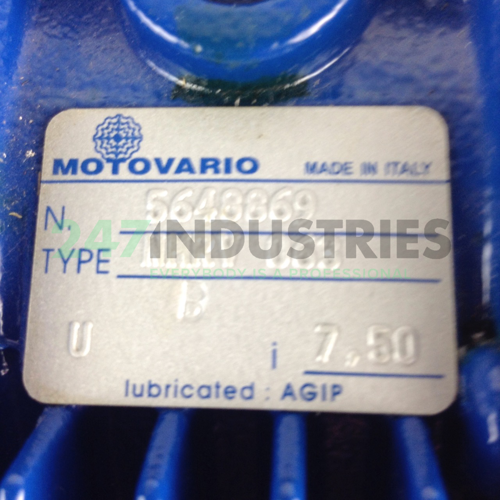 MOTOVARIO MADE IN ITALY
N. 5648869
247INDUSTRIES
TYPE
EVERYBODY IS A PROFESSIONAL
B
U i 7,50
lubricated : AGIP